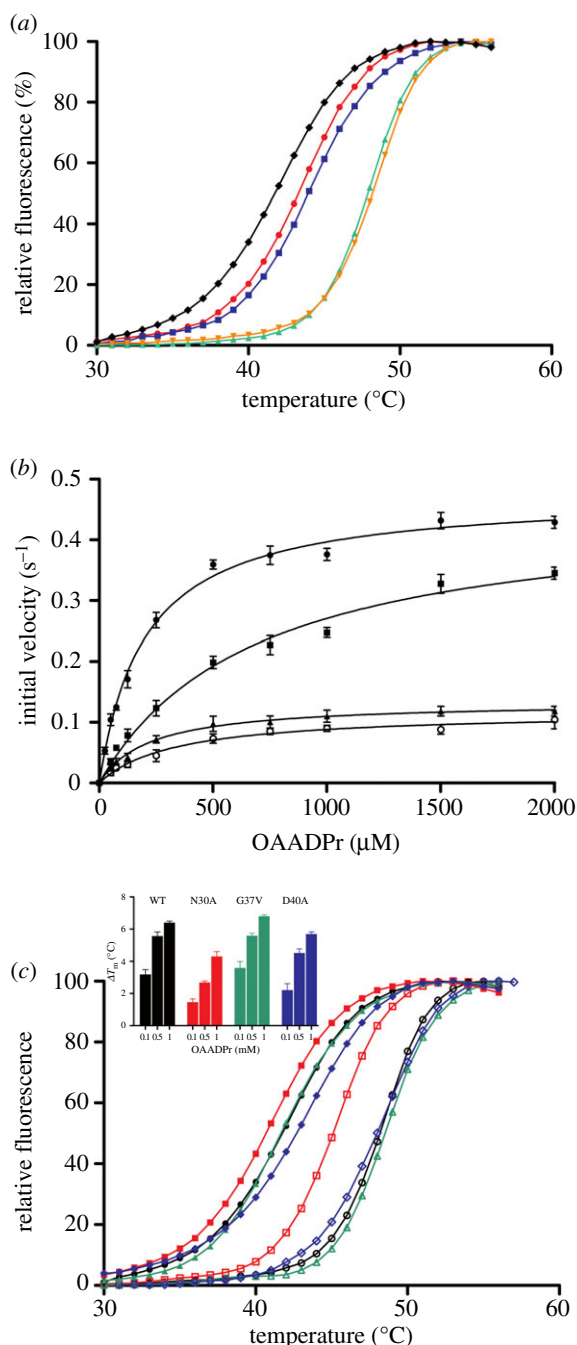 (a)
100
80
60
40
20
0
relative fluorescence (%)
30 40 50 60
temperature (°C)
(b)
0.5
0.4
0.3
0.2
0.1
0
initial velocity (s⁻¹)
0 500 1000 1500 2000
OAADPr (µM)
(c)
WT N30A G37V D40A
8
6
4
2
0
ΔTm (°C)
0.1 0.5 1 0.1 0.5 1 0.1 0.5 1 0.1 0.5 1
OAADPr (mM)
100
80
60
40
20
0
relative fluorescence
30 40 50 60
temperature (°C)